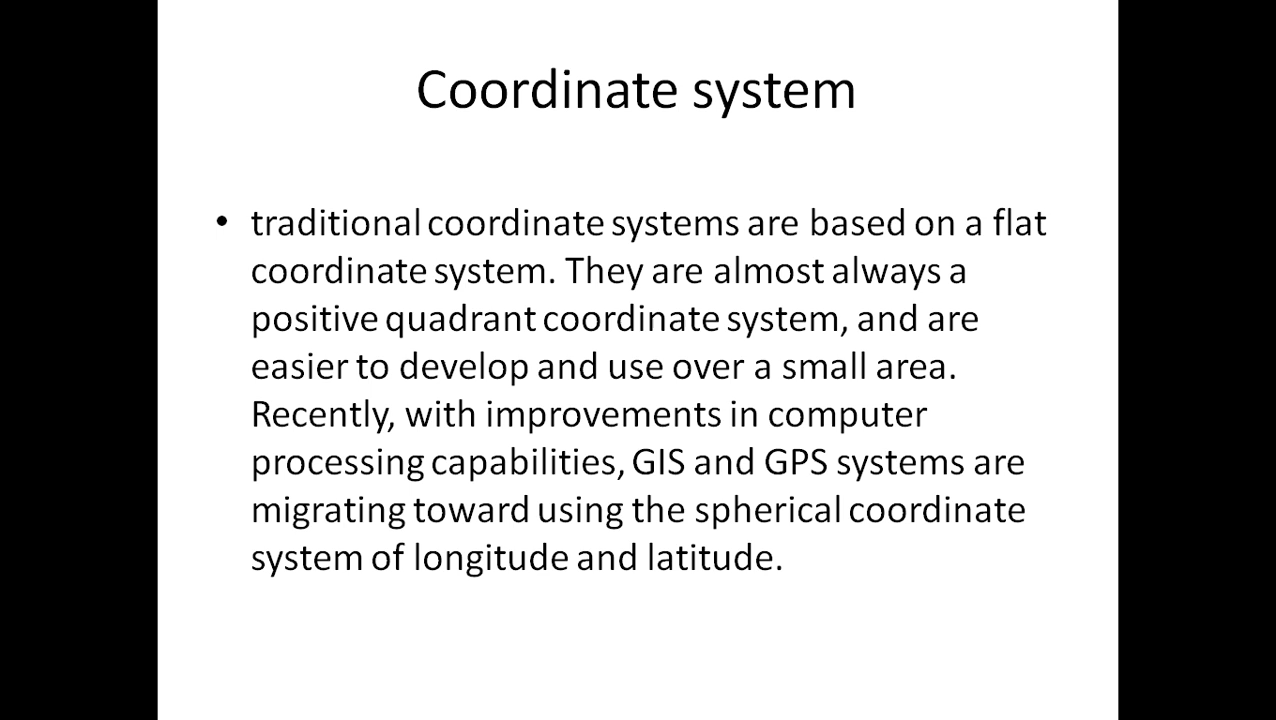 Coordinate system
• traditional coordinate systems are based on a flat
coordinate system. They are almost always a
positive quadrant coordinate system, and are
easier to develop and use over a small area.
Recently, with improvements in computer
processing capabilities, GIS and GPS systems are
migrating toward using the spherical coordinate
system of longitude and latitude.